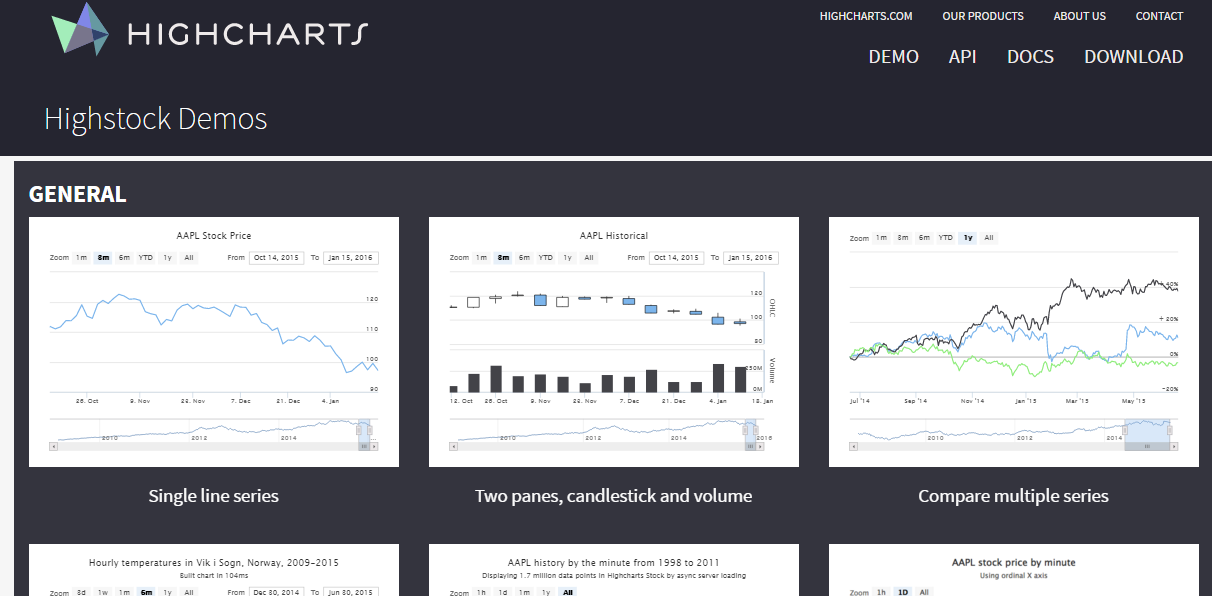 HIGHCHARTS
HIGHCHARTS.COM OUR PRODUCTS ABOUT US CONTACT
DEMO API DOCS DOWNLOAD
Highstock Demos
GENERAL
AAPL Stock Price
Zoom 1m 3m 6m YTD 1y All From Oct 14, 2015 To Jan 15, 2016
120
110
100
90
26. Oct 9. Nov 23. Nov 7. Dec 21. Dec 4. Jan
2010 2012 2014
Single line series
AAPL Historical
Zoom 1m 3m 6m YTD 1y All From Oct 14, 2015 To Jan 15, 2016
120
100
80
OHLC
250M
0M
Volume
12. Oct 26. Oct 9. Nov 23. Nov 7. Dec 21. Dec 4. Jan 18. Jan
2010 2012 2014 2016
Two panes, candlestick and volume
Zoom 1m 3m 6m YTD 1y All
+ 40%
+ 20%
0%
-20%
Jul '14 Sep '14 Nov '14 Jan '15 Mar '15 May '15
2010 2012 2014
Compare multiple series
Hourly temperatures in Vik i Sogn, Norway, 2009-2015
Built chart in 104ms
Zoom 3d 1w 1m 6m 1y All From Dec 30, 2014 To Jun 30, 2015
AAPL history by the minute from 1998 to 2011
Displaying 1.7 million data points in Highcharts Stock by async server loading
Zoom 1h 1d 1m 1y All
AAPL stock price by minute
Using ordinal X axis
Zoom 1h 1D All